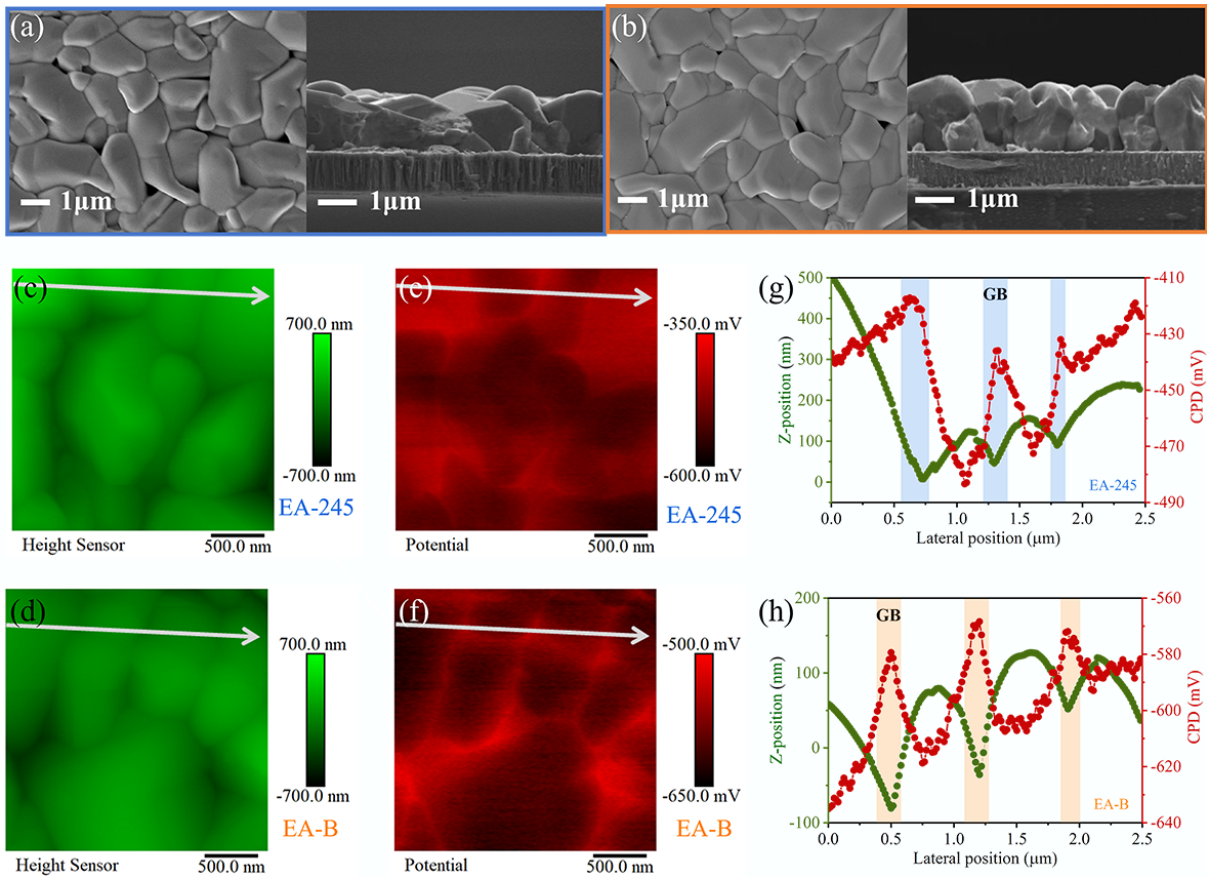 (a)
1μm
1μm
(b)
1μm
1μm
(c)
700.0 nm
-700.0 nm
EA-245
Height Sensor
500.0 nm
(e)
-350.0 mV
-600.0 mV
EA-245
Potential
500.0 nm
(g)
GB
500
400
300
200
100
0
Z-position (nm)
-410
-430
-450
-470
-490
CPD (mV)
EA-245
0.0 0.5 1.0 1.5 2.0 2.5
Lateral position (μm)
(d)
700.0 nm
-700.0 nm
EA-B
Height Sensor
500.0 nm
(f)
-500.0 mV
-650.0 mV
EA-B
Potential
500.0 nm
(h)
GB
200
100
0
-100
Z-position (nm)
-560
-580
-600
-620
-640
CPD (mV)
EA-B
0.0 0.5 1.0 1.5 2.0 2.5
Lateral position (μm)